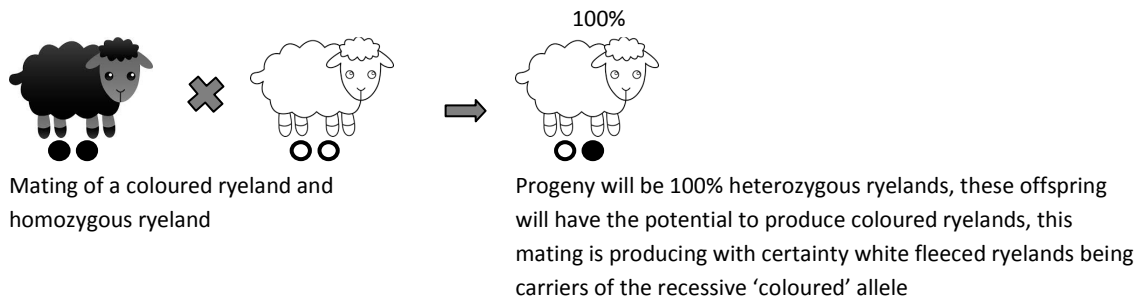 100%
Mating of a coloured ryeland and
homozygous ryeland
Progeny will be 100% heterozygous ryelands, these offspring
will have the potential to produce coloured ryelands, this
mating is producing with certainty white fleeced ryelands being
carriers of the recessive ‘coloured’ allele